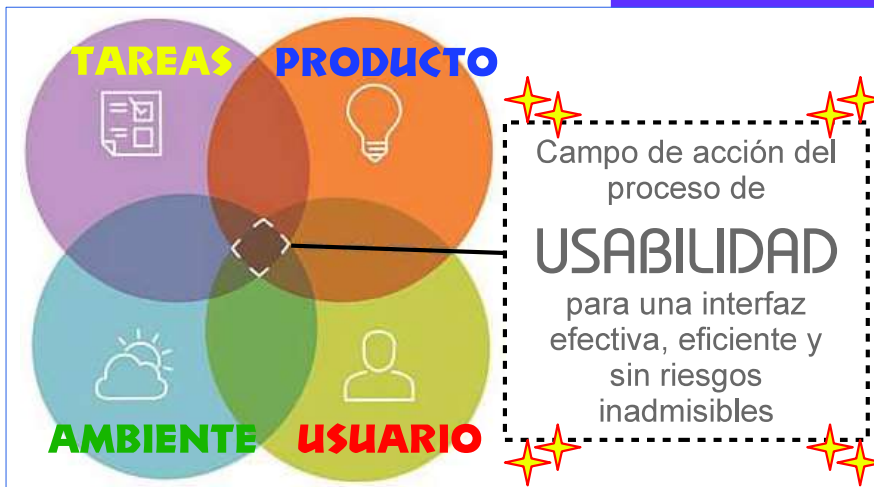 TAREAS
PRODUCTO
AMBIENTE
USUARIO
Campo de acción del
proceso de
USABILIDAD
para una interfaz
efectiva, eficiente y
sin riesgos
inadmisibles